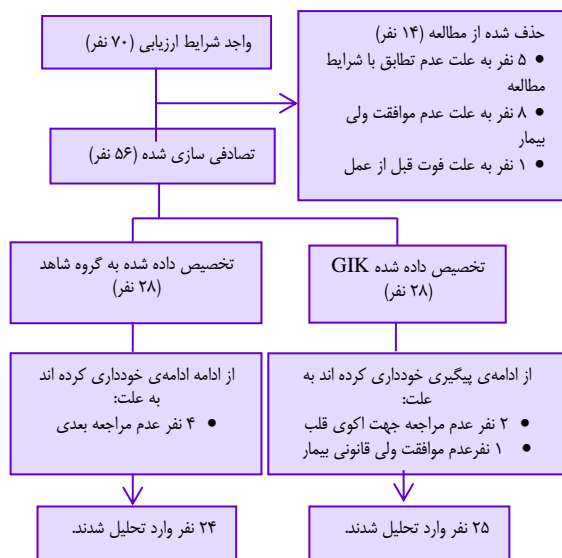 واجد شرایط ارزیابی (۷۰ نفر)
حذف شده از مطالعه (۱۴ نفر)
● ۵ نفر به علت عدم تطابق با شرایط
مطالعه
● ۸ نفر به علت عدم موافقت ولی
بیمار
● ۱ نفر به علت فوت قبل از عمل
تصادفی سازی شده (۵۶ نفر)
تخصیص داده شده GIK
(۲۸ نفر)
تخصیص داده شده به گروه شاهد
(۲۸ نفر)
از ادامه‌ی پیگیری خودداری کرده اند به
علت:
● ۲ نفر عدم مراجعه جهت اکوی قلب
● ۱ نفرعدم موافقت ولی قانونی بیمار
از ادامه ادامه‌ی خودداری کرده اند
به علت:
● ۴ نفر عدم مراجعه بعدی
۲۵ نفر وارد تحلیل شدند.
۲۴ نفر وارد تحلیل شدند.